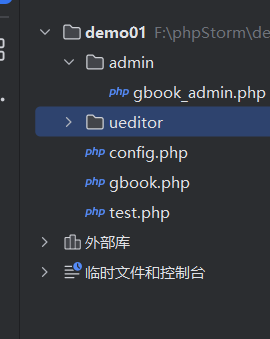 demo01 F:\phpStorm\de
admin
php gbook_admin.php
ueditor
php config.php
php gbook.php
php test.php
外部库
临时文件和控制台